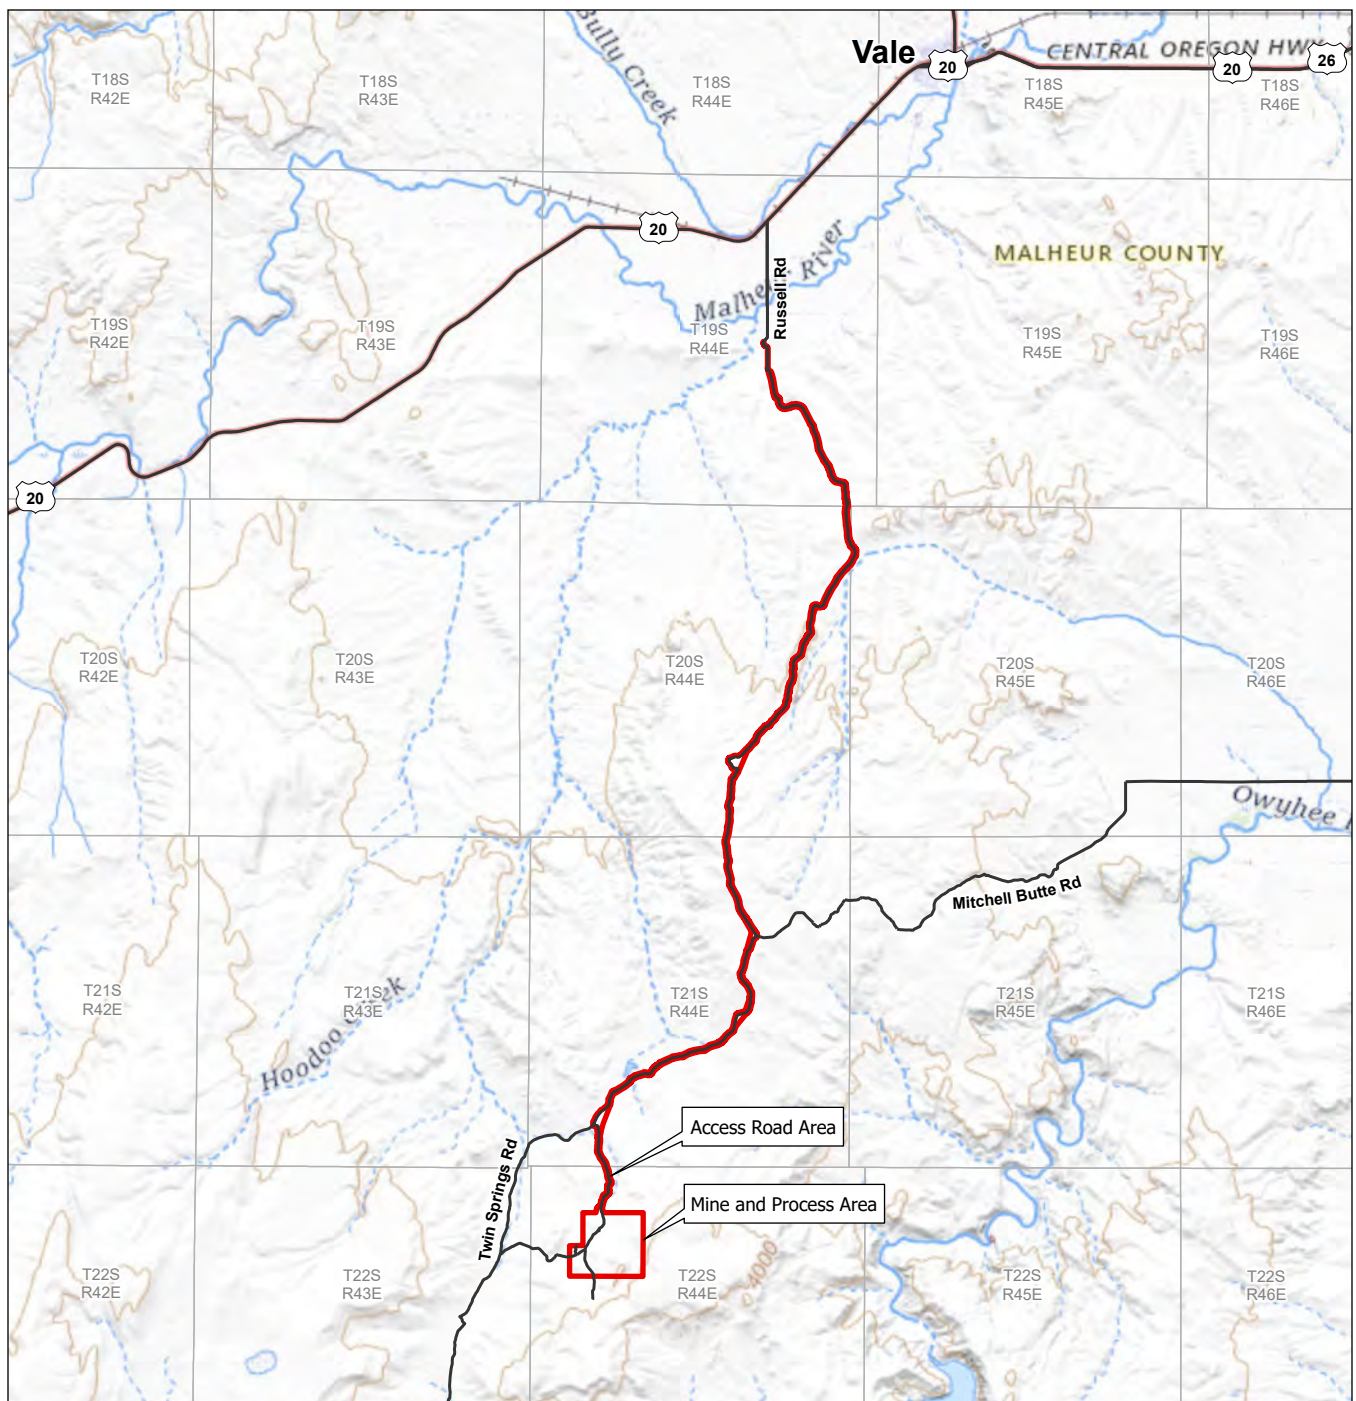 Bully Creek
Vale
20
CENTRAL OREGON HWY
20
26
T18S
R42E
T18S
R43E
T18S
R44E
T18S
R45E
T18S
R46E
20
Malheur River
Russell Rd
MALHEUR COUNTY
T19S
R42E
T19S
R43E
T19S
R44E
T19S
R45E
T19S
R46E
20
T20S
R42E
T20S
R43E
T20S
R44E
T20S
R45E
T20S
R46E
Owyhee
Mitchell Butte Rd
T21S
R42E
T21S
R43E
Hoodoo Creek
T21S
R44E
T21S
R45E
T21S
R46E
Access Road Area
Twin Springs Rd
Mine and Process Area
4000
T22S
R42E
T22S
R43E
T22S
R44E
T22S
R45E
T22S
R46E